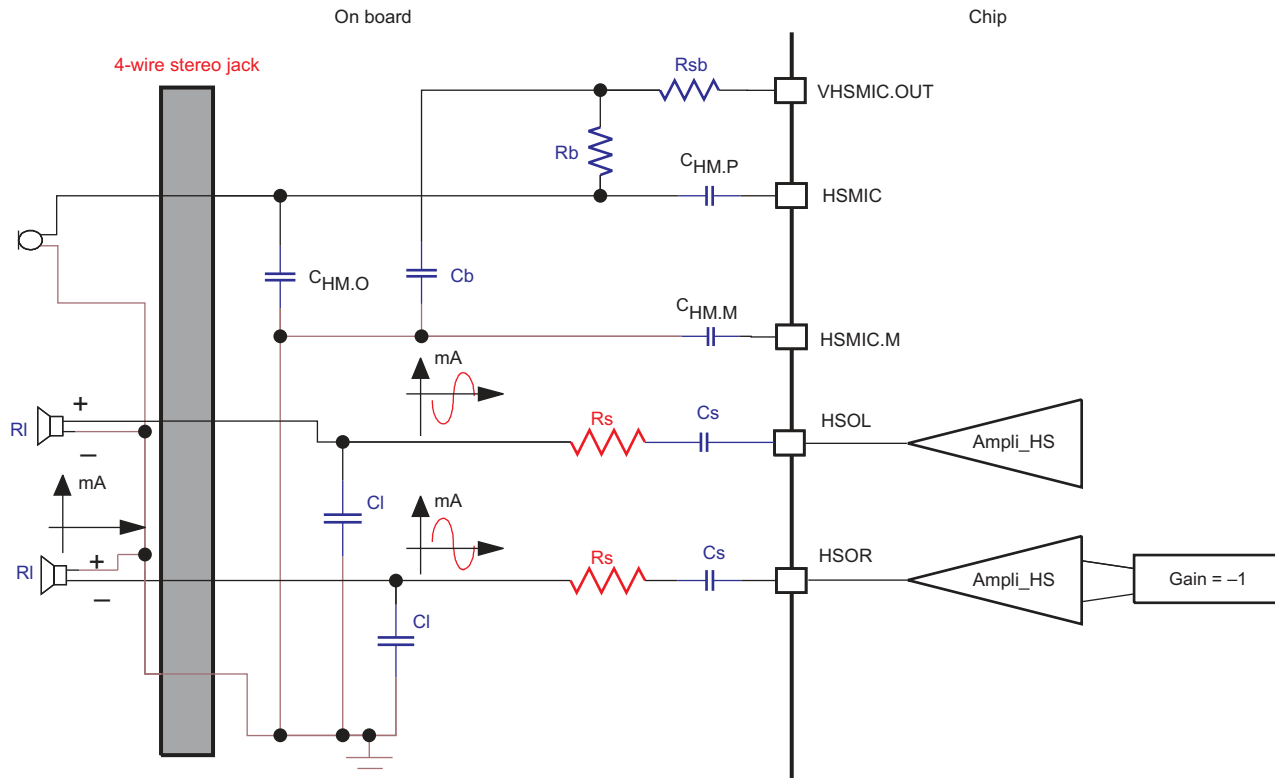 On board
Chip
4-wire stereo jack
Rsb
VHSMIC.OUT
Rb
CHM.P
HSMIC
CHM.O
Cb
CHM.M
HSMIC.M
mA
+
Rl
–
Rs
Cs
HSOL
Ampli_HS
mA
Cl
mA
+
Rl
–
Rs
Cs
HSOR
Ampli_HS
Gain = –1
Cl